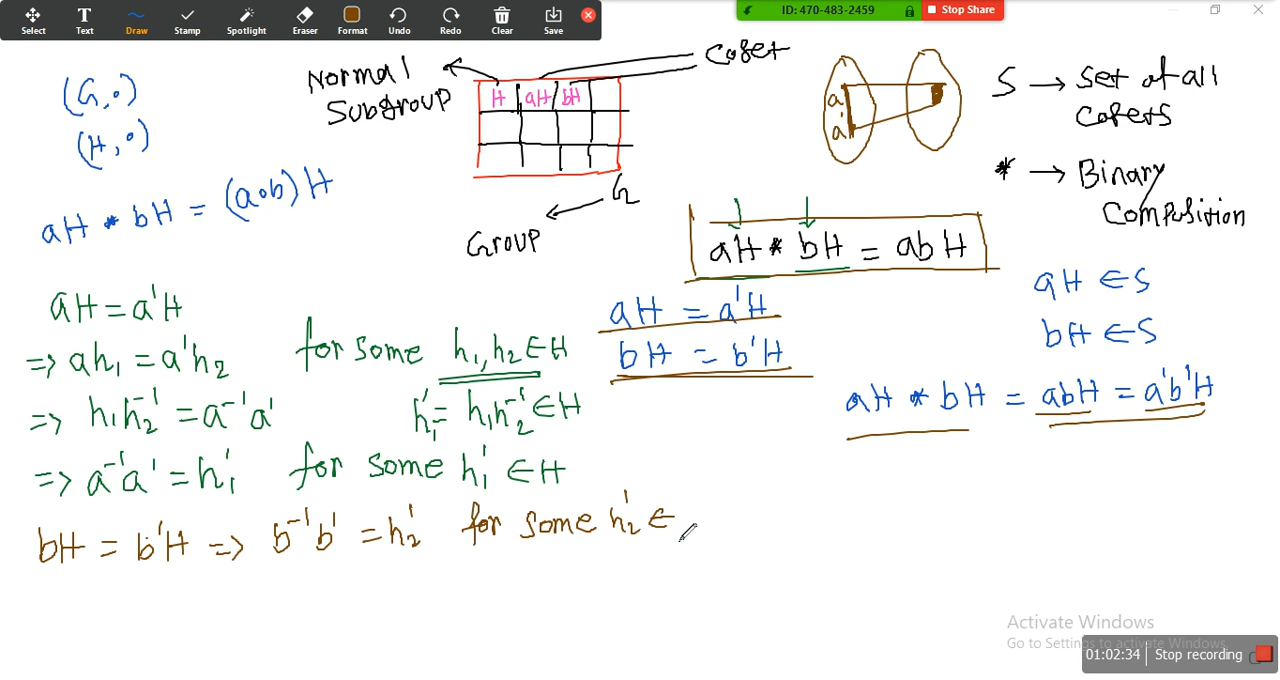 Select Text Draw Stamp Spotlight Eraser Format Undo Redo Clear Save
ID: 470-483-2459 Stop Share
(G, o)
(H, o)
aH * bH = (aob)H
Normal
Subgroup
H aH bH
Coset
G
Group
a
a'
S → Set of all
Cosets
* → Binary
Composition
aH * bH = abH
aH = a'H
bH = b'H
aH ∈ S
bH ∈ S
aH * bH = abH = a'b'H
aH = a'H
=> ah₁ = a'h₂ for some h₁, h₂ ∈ H
=> h₁h₂⁻¹ = a⁻¹a' h₁' = h₁h₂⁻¹ ∈ H
=> a⁻¹a' = h₁' for some h₁' ∈ H
bH = b'H => b⁻¹b' = h₂' for some h₂' ∈
Activate Windows
Go to Settings to activate Windows.
01:02:34 Stop recording